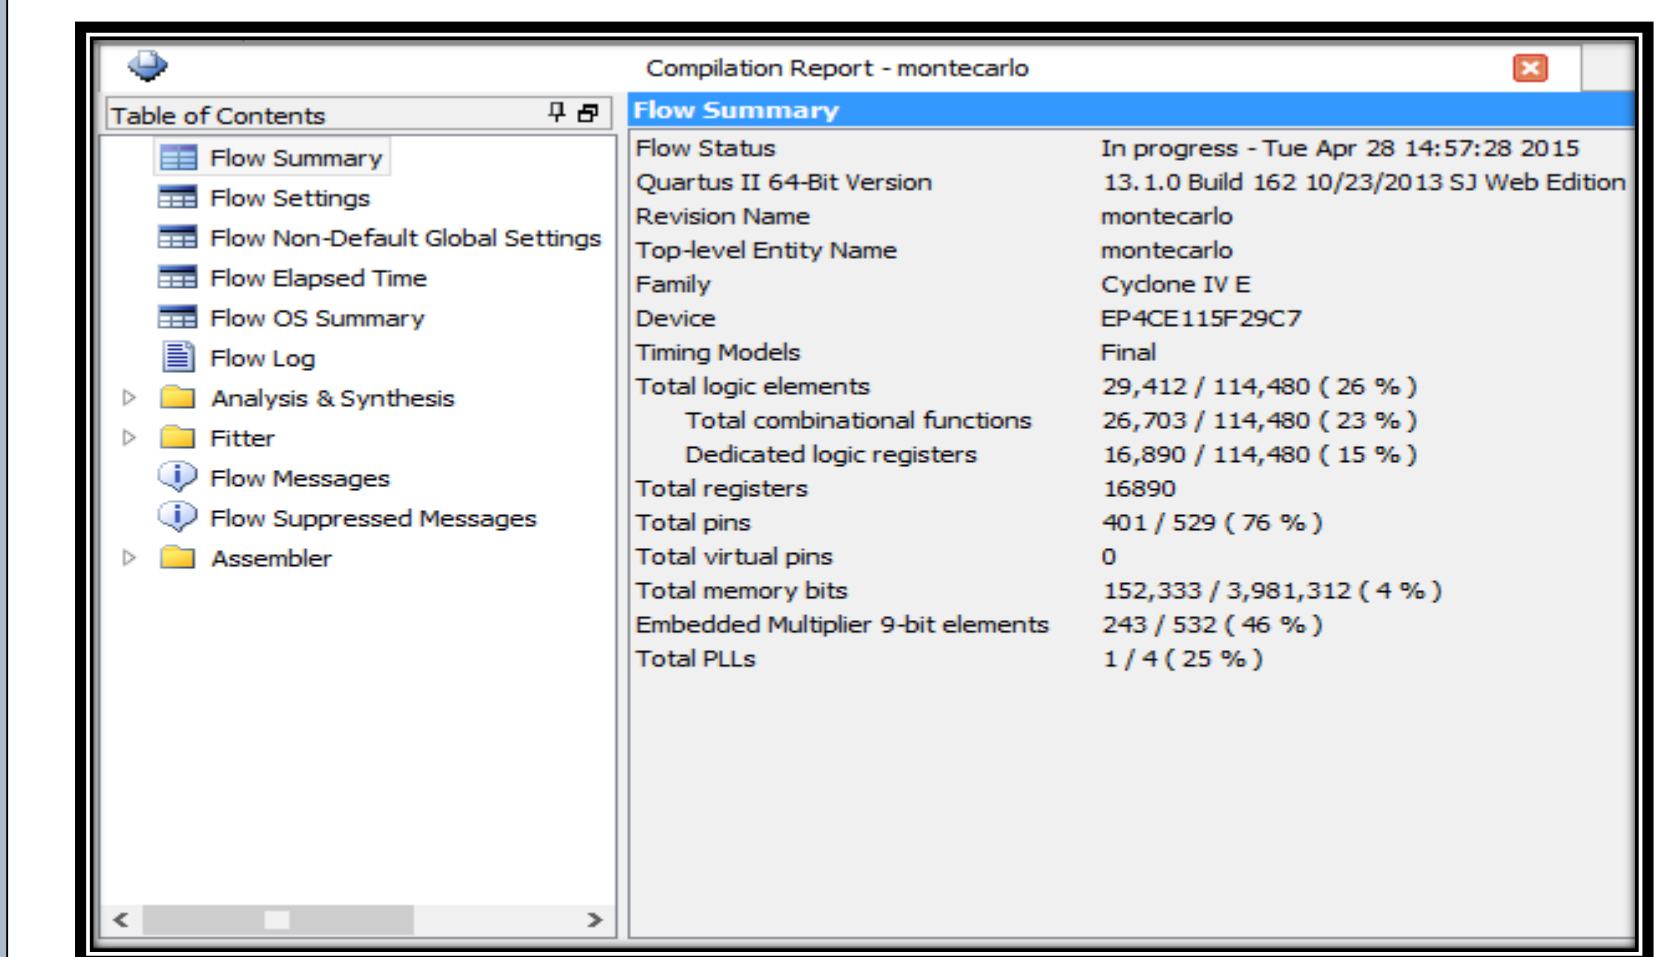 Compilation Report - montecarlo
Table of Contents
Flow Summary
Flow Settings
Flow Non-Default Global Settings
Flow Elapsed Time
Flow OS Summary
Flow Log
Analysis & Synthesis
Fitter
Flow Messages
Flow Suppressed Messages
Assembler
Flow Summary
Flow Status In progress - Tue Apr 28 14:57:28 2015
Quartus II 64-Bit Version 13.1.0 Build 162 10/23/2013 SJ Web Edition
Revision Name montecarlo
Top-level Entity Name montecarlo
Family Cyclone IV E
Device EP4CE115F29C7
Timing Models Final
Total logic elements 29,412 / 114,480 ( 26 % )
Total combinational functions 26,703 / 114,480 ( 23 % )
Dedicated logic registers 16,890 / 114,480 ( 15 % )
Total registers 16890
Total pins 401 / 529 ( 76 % )
Total virtual pins 0
Total memory bits 152,333 / 3,981,312 ( 4 % )
Embedded Multiplier 9-bit elements 243 / 532 ( 46 % )
Total PLLs 1 / 4 ( 25 % )